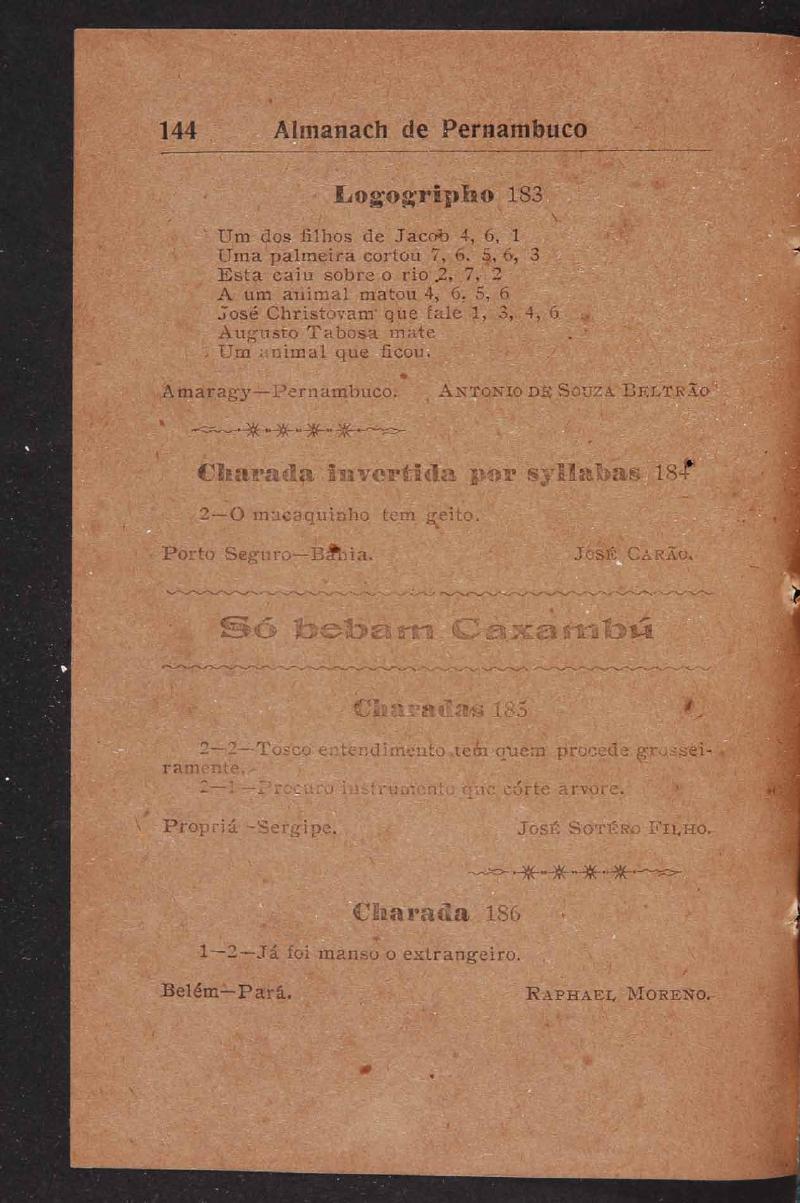 144 Almanach de Pernambuco
Logogripho 183
Um dos filhos de Jacob 4, 6, 1
Uma palmeira cortou 7, 6. 5, 6, 3
Esta caiu sobre o rio 2, 7, 2
A um animal matou 4, 6, 5, 6
José Christovam que fale 1, 3, 4, 6
Augusto Tabosa mate
Um animal que ficou.
Amaragy—Pernambuco. ANTONIO DE SOUZA BELTRÃO
Charada invertida por syllabas 184
2—O macaquinho tem geito.
Porto Seguro—Bahia. JOSÉ CARÃO.
Só bebam Caxambú
Charadas 185
2—2—Tosco entendimento tem quem procede grossei-
ramente.
2—1—Procuro instrumento que córte arvore.
Propriá -Sergipe. JOSÉ SOTÉRO FILHO.
Charada 186
1—2—Já foi manso o extrangeiro.
Belém—Pará. RAPHAEL MORENO.